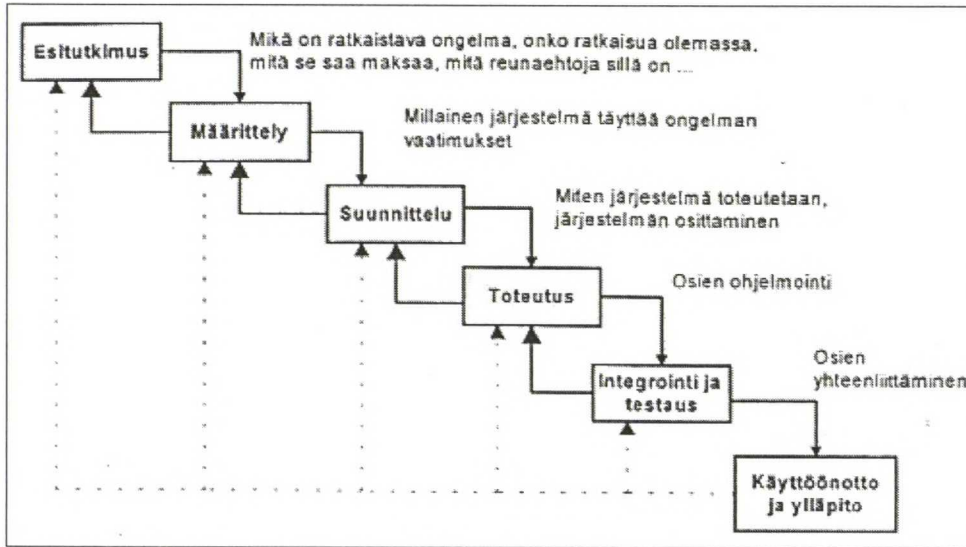 Esitutkimus
Mikä on ratkaistava ongelma, onko ratkaisua olemassa,
mitä se saa maksaa, mitä reunaehtoja sillä on ...
Määrittely
Millainen järjestelmä täyttää ongelman
vaatimukset
Suunnittelu
Miten järjestelmä toteutetaan,
järjestelmän osittaminen
Toteutus
Osien ohjelmointi
Integrointi ja
testaus
Osien
yhteenliittäminen
Käyttöönotto
ja ylläpito